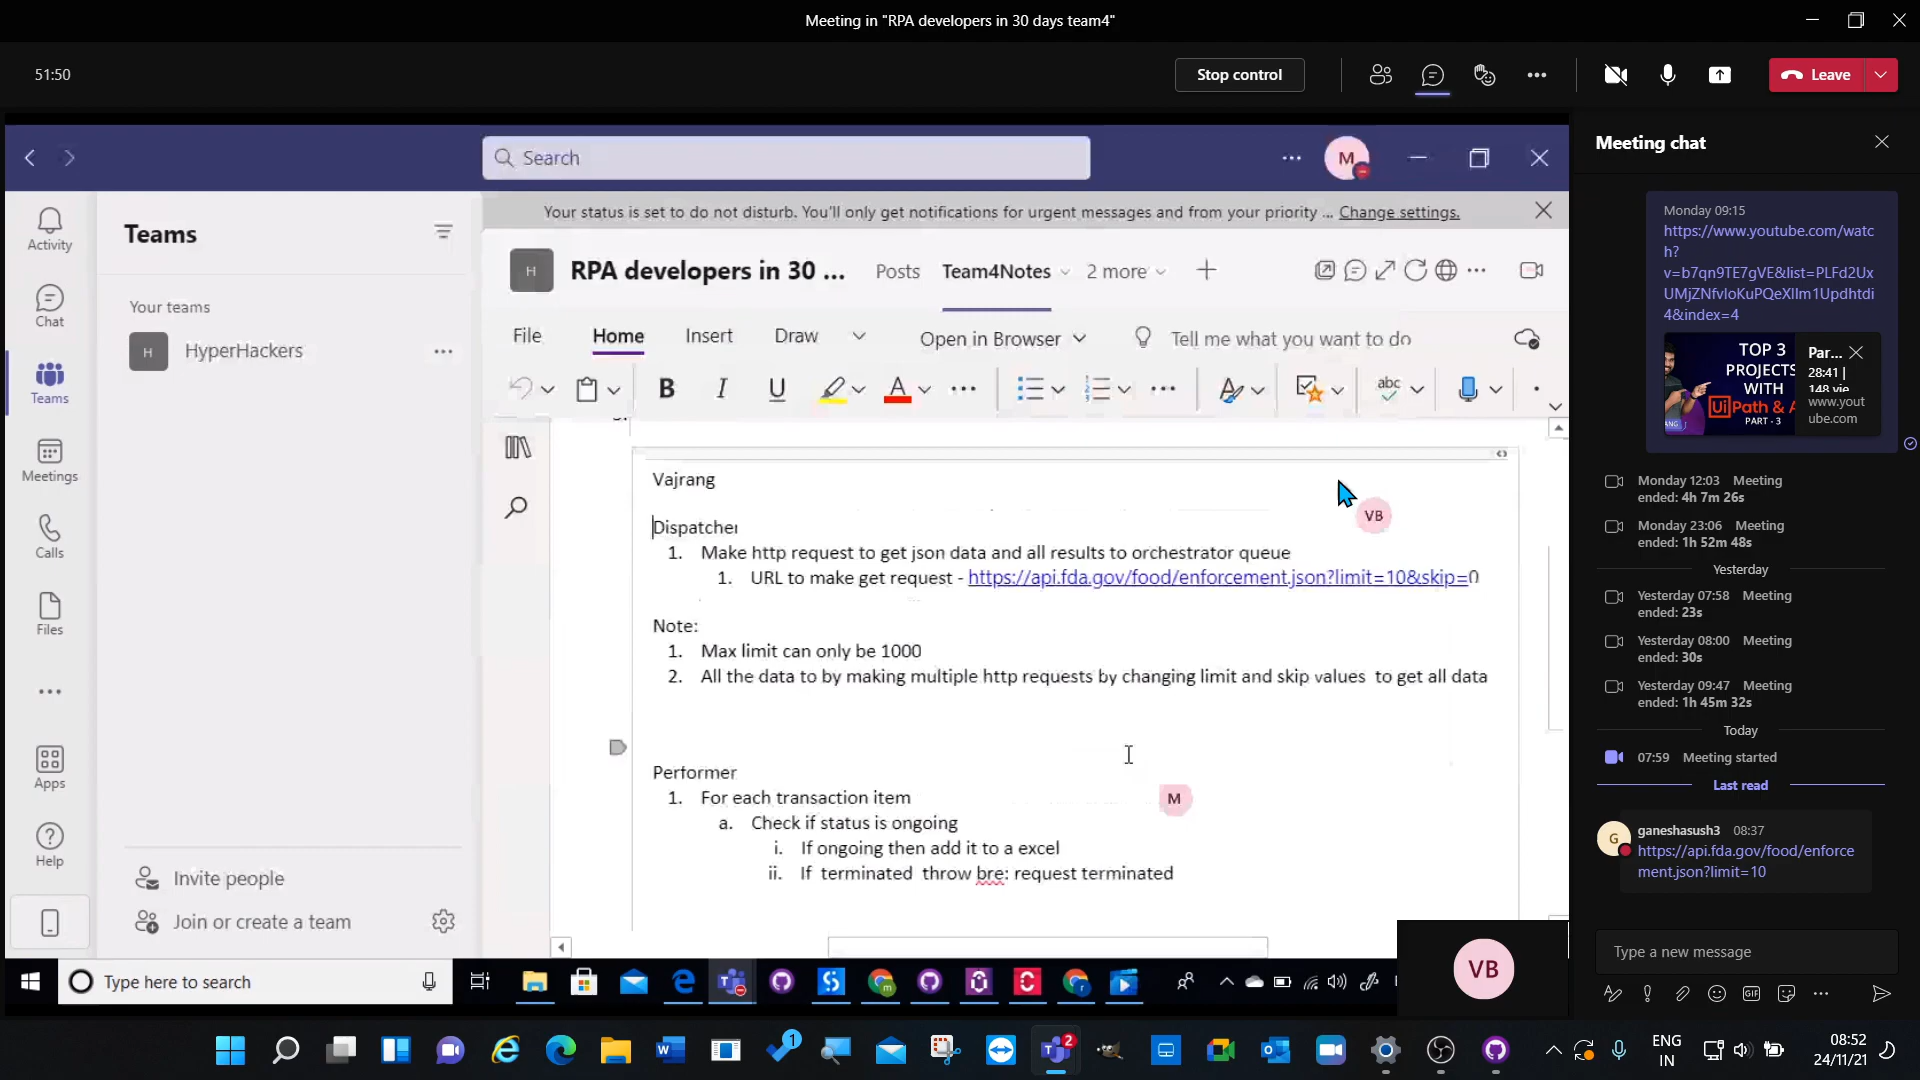 Meeting in "RPA developers in 30 days team4"
51:50
Stop control
Leave
Search
M
Your status is set to do not disturb. You'll only get notifications for urgent messages and from your priority ... Change settings.
Activity
Chat
Teams
Meetings
Calls
Files
Apps
Help
Teams
Your teams
H
HyperHackers
Invite people
Join or create a team
H
RPA developers in 30 ...
Posts
Team4Notes
2 more
File
Home
Insert
Draw
Open in Browser
Tell me what you want to do
B I U
A
abc
Vajrang
VB
Dispatcher
1. Make http request to get json data and all results to orchestrator queue
1. URL to make get request - https://api.fda.gov/food/enforcement.json?limit=10&skip=0
Note:
1. Max limit can only be 1000
2. All the data to by making multiple http requests by changing limit and skip values to get all data
Performer
1. For each transaction item
M
a. Check if status is ongoing
i. If ongoing then add it to a excel
ii. If terminated throw bre: request terminated
Type here to search
VB
Meeting chat
Monday 09:15
https://www.youtube.com/watc
h?
v=b7qn9TE7gVE&list=PLFd2Ux
UMjZNfvloKuPQeXllm1Updhtdi
4&index=4
TOP 3
PROJECTS
WITH
UiPath & A
PART - 3
Par...
28:41 |
148 vie
www.yout
ube.com
Monday 12:03 Meeting
ended: 4h 7m 26s
Monday 23:06 Meeting
ended: 1h 52m 48s
Yesterday
Yesterday 07:58 Meeting
ended: 23s
Yesterday 08:00 Meeting
ended: 30s
Yesterday 09:47 Meeting
ended: 1h 45m 32s
Today
07:59 Meeting started
Last read
G
ganeshasush3 08:37
https://api.fda.gov/food/enforce
ment.json?limit=10
Type a new message
GIF
1
2
ENG
IN
08:52
24/11/21